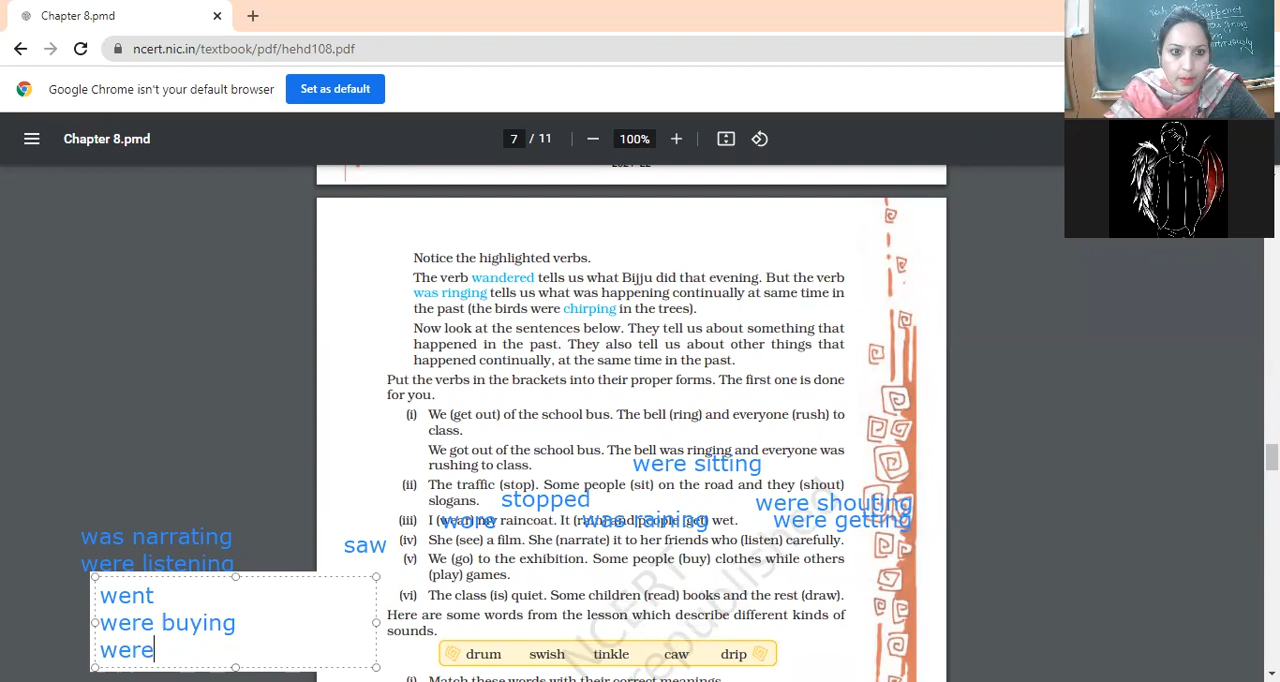 Chapter 8.pmd
ncert.nic.in/textbook/pdf/hehd108.pdf
Google Chrome isn't your default browser
Set as default
Chapter 8.pmd
7 / 11
100%
Notice the highlighted verbs.
The verb wandered tells us what Bijju did that evening. But the verb
was ringing tells us what was happening continually at same time in
the past (the birds were chirping in the trees).
Now look at the sentences below. They tell us about something that
happened in the past. They also tell us about other things that
happened continually, at the same time in the past.
Put the verbs in the brackets into their proper forms. The first one is done
for you.
(i) We (get out) of the school bus. The bell (ring) and everyone (rush) to
class.
We got out of the school bus. The bell was ringing and everyone was
rushing to class.
were sitting
(ii) The traffic (stop). Some people (sit) on the road and they (shout)
slogans.
stopped
were shouting
(iii) I (wear) my raincoat. It (rain) and people (get) wet.
wore
was raining
were getting
was narrating
saw
(iv) She (see) a film. She (narrate) it to her friends who (listen) carefully.
were listening
(v) We (go) to the exhibition. Some people (buy) clothes while others
(play) games.
went
were buying
were
(vi) The class (is) quiet. Some children (read) books and the rest (draw).
Here are some words from the lesson which describe different kinds of
sounds.
drum swish tinkle caw drip
(i) Match these words with their correct meanings.